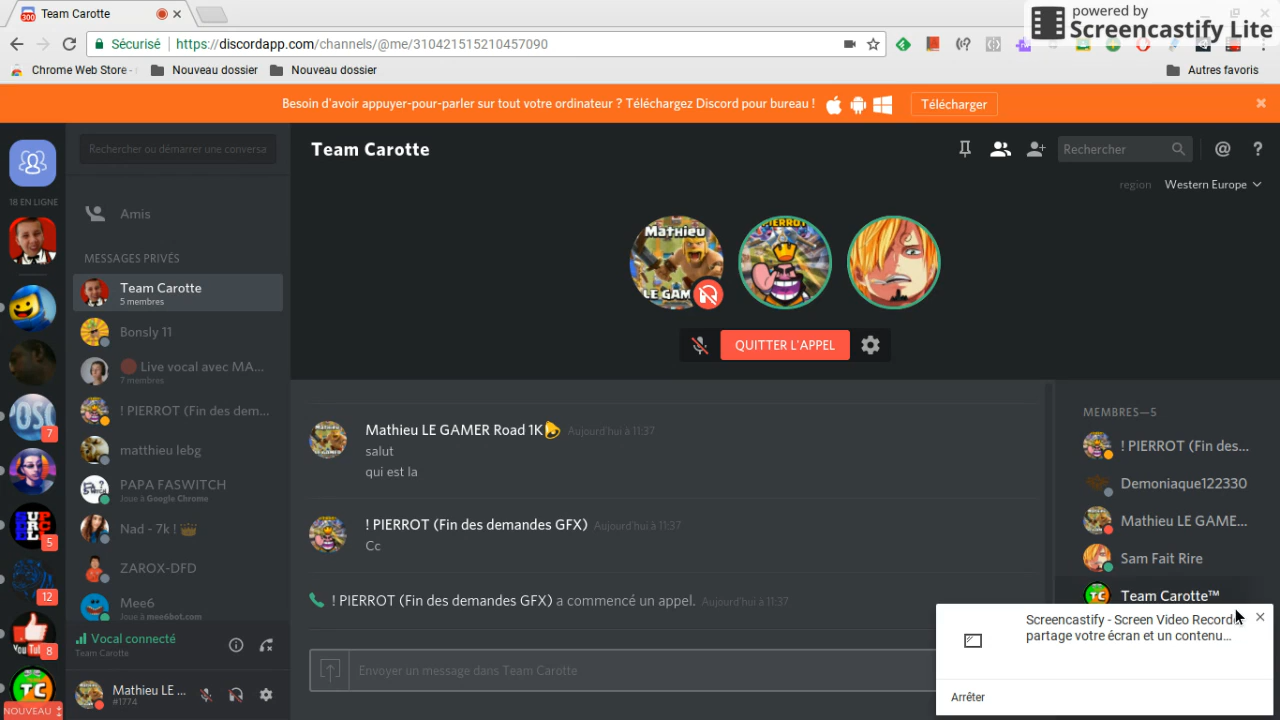 Team Carotte
powered by
Screencastify Lite
Sécurisé
https://discordapp.com/channels/@me/310421515210457090
Chrome Web Store -
Nouveau dossier
Nouveau dossier
Autres favoris
Besoin d'avoir appuyer-pour-parler sur tout votre ordinateur ? Téléchargez Discord pour bureau !
Télécharger
Rechercher ou démarrer une conversa
Team Carotte
Rechercher
@
?
region Western Europe
18 EN LIGNE
Amis
MESSAGES PRIVÉS
Team Carotte
5 membres
Bonsly 11
Live vocal avec MA...
7 membres
! PIERROT (Fin des dem...
matthieu lebg
PAPA FASWITCH
Joue à Google Chrome
Nad - 7k !
ZAROX-DFD
Mee6
Joue à mee6bot.com
7
5
12
8
TC
NOUVEAU
Vocal connecté
Team Carotte
Mathieu LE ...
#1774
MATHIEU
LE GAM
PIERROT
QUITTER L'APPEL
Mathieu LE GAMER Road 1K Aujourd'hui à 11:37
salut
qui est la
! PIERROT (Fin des demandes GFX) Aujourd'hui à 11:37
Cc
! PIERROT (Fin des demandes GFX) a commencé un appel. Aujourd'hui à 11:37
Envoyer un message dans Team Carotte
MEMBRES—5
! PIERROT (Fin des...
Demoniaque122330
Mathieu LE GAME...
Sam Fait Rire
TC
Team Carotte™
Screencastify - Screen Video Recorde
partage votre écran et un contenu...
Arrêter